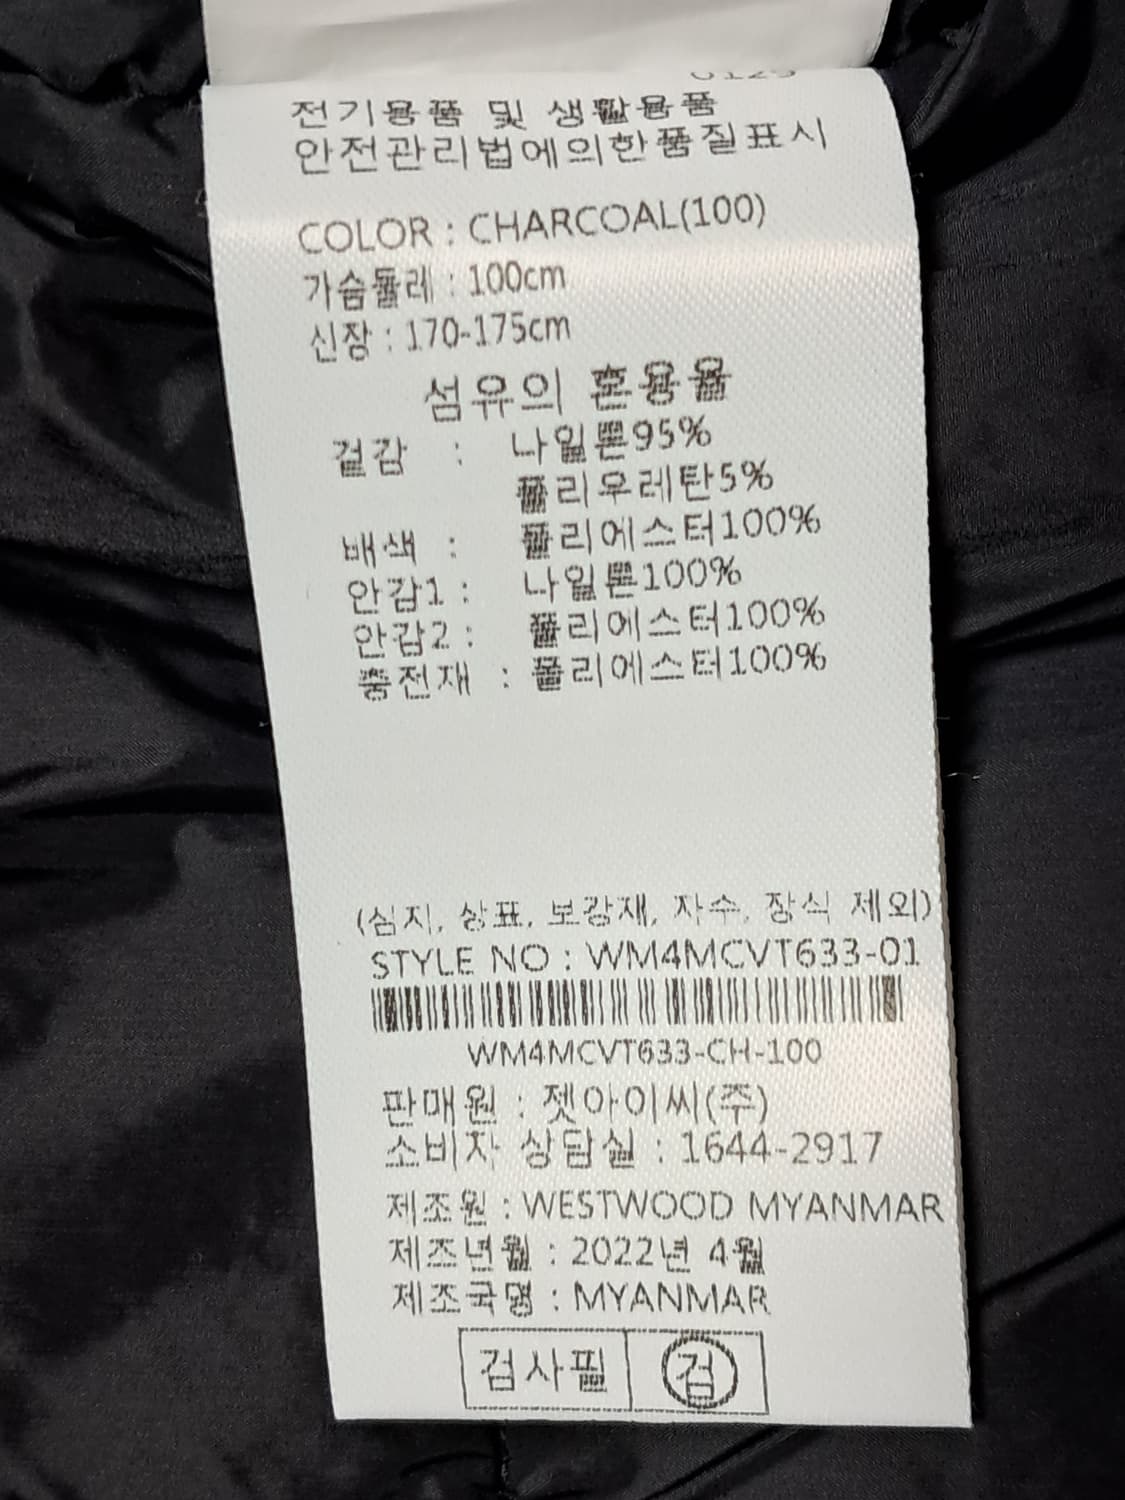 전기용품 및 생활용품
안전관리법에의한품질표시
COLOR : CHARCOAL(100)
가슴둘레 : 100cm
신장 : 170-175cm
섬유의 혼용율
겉감 : 나일론95%
폴리우레탄5%
배색 : 폴리에스터100%
안감1 : 나일론100%
안감2 : 폴리에스터100%
충전재 : 폴리에스터100%
(심지, 상표, 보강재, 자수, 장식 제외)
STYLE NO : WM4MCVT633-01
WM4MCVT633-CH-100
판매원 : 젯아이씨(주)
소비자 상담실 : 1644-2917
제조원 : WESTWOOD MYANMAR
제조년월 : 2022년 4월
제조국명 : MYANMAR
검사필 검